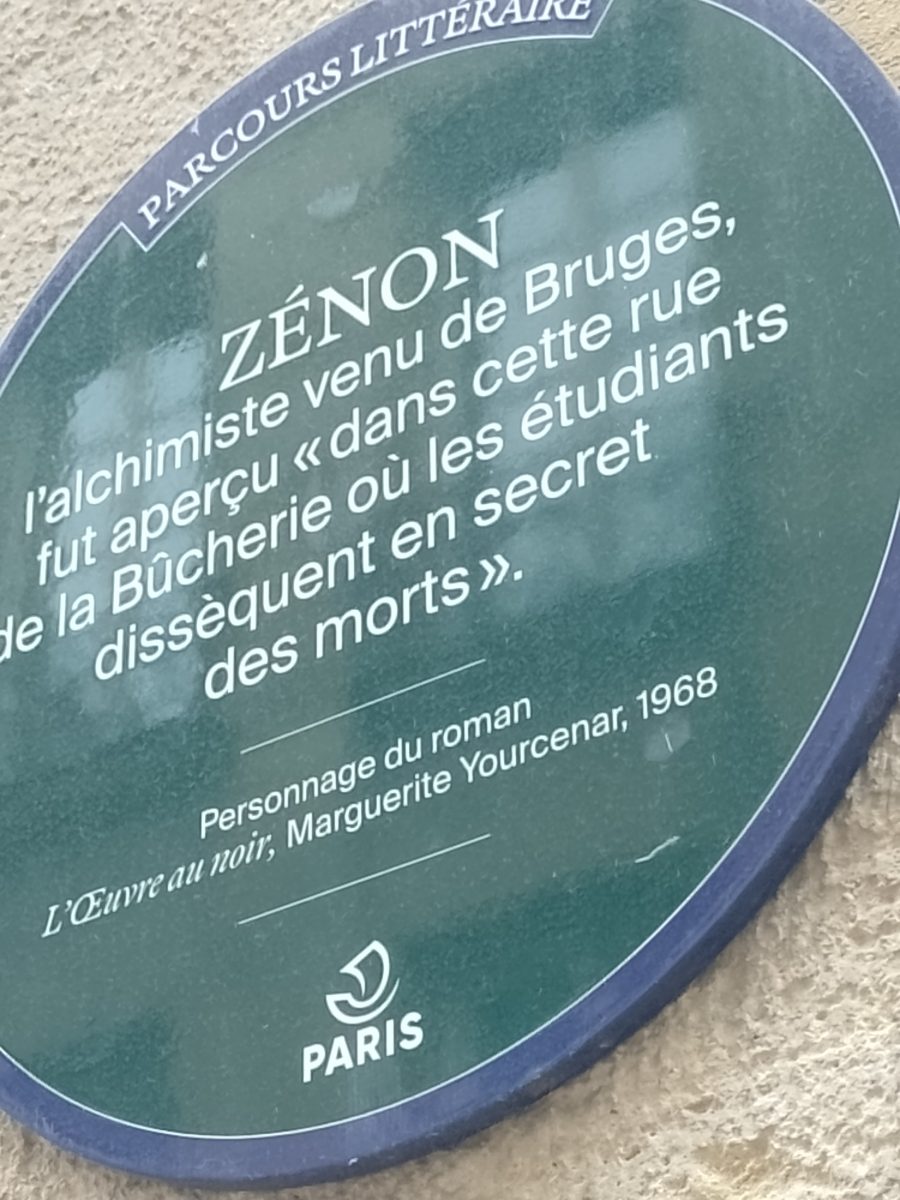 PARCOURS LITTÉRAIRE
ZÉNON
l'alchimiste venu de Bruges,
fut aperçu « dans cette rue
de la Bûcherie où les étudiants
dissèquent en secret
des morts ».
Personnage du roman
L'Œuvre au noir, Marguerite Yourcenar, 1968
PARIS